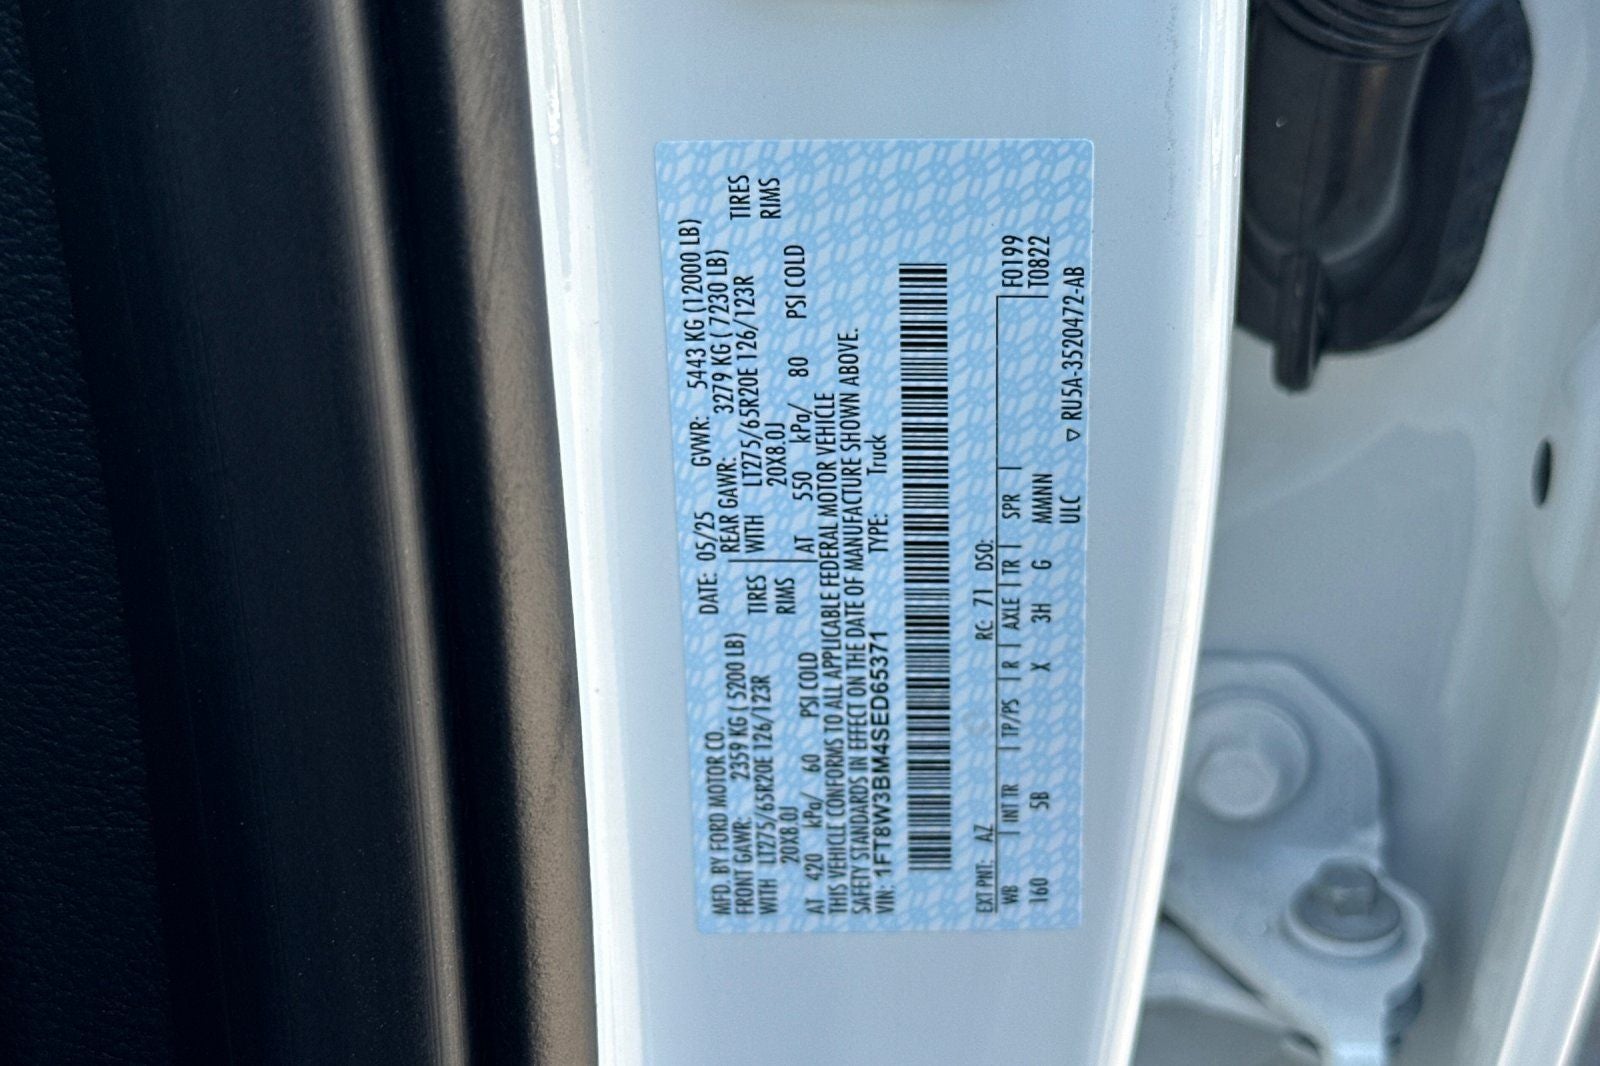 MFD. BY FORD MOTOR CO.
DATE: 05/25 GVWR: 5443 KG (12000 LB)
FRONT GAWR: 2359 KG ( 5200 LB)
REAR GAWR: 3279 KG ( 7230 LB)
WITH LT275/65R20E 126/123R TIRES
WITH LT275/65R20E 126/123R TIRES
20X8.0J RIMS
20X8.0J RIMS
AT 420 kPa/ 60 PSI COLD
AT 550 kPa/ 80 PSI COLD
THIS VEHICLE CONFORMS TO ALL APPLICABLE FEDERAL MOTOR VEHICLE
SAFETY STANDARDS IN EFFECT ON THE DATE OF MANUFACTURE SHOWN ABOVE.
VIN: 1FT8W3BM4SED65371 TYPE: Truck
F0199
T0822
EXT PNT: AZ RC: 71 DSO:
WB INT TR TP/PS R AXLE TR SPR
160 5B X 3H G MMNN
ULC ▽ RU5A-3520472-AB